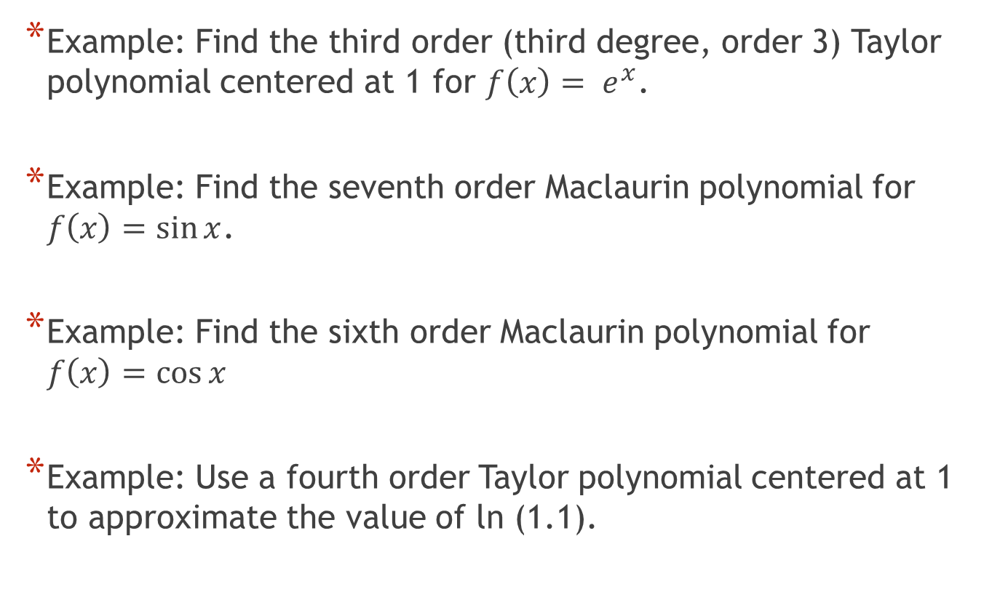 *Example: Find the third order (third degree, order 3) Taylor
polynomial centered at 1 for f(x) = eˣ.
*Example: Find the seventh order Maclaurin polynomial for
f(x) = sin x.
*Example: Find the sixth order Maclaurin polynomial for
f(x) = cos x
*Example: Use a fourth order Taylor polynomial centered at 1
to approximate the value of ln (1.1).